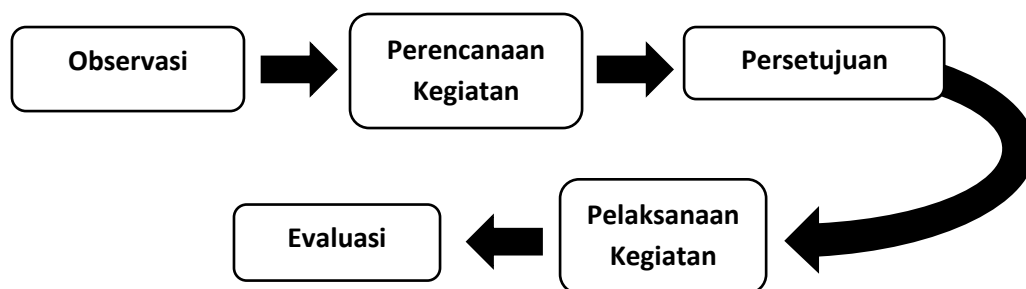 Observasi
Perencanaan
Kegiatan
Persetujuan
Pelaksanaan
Kegiatan
Evaluasi